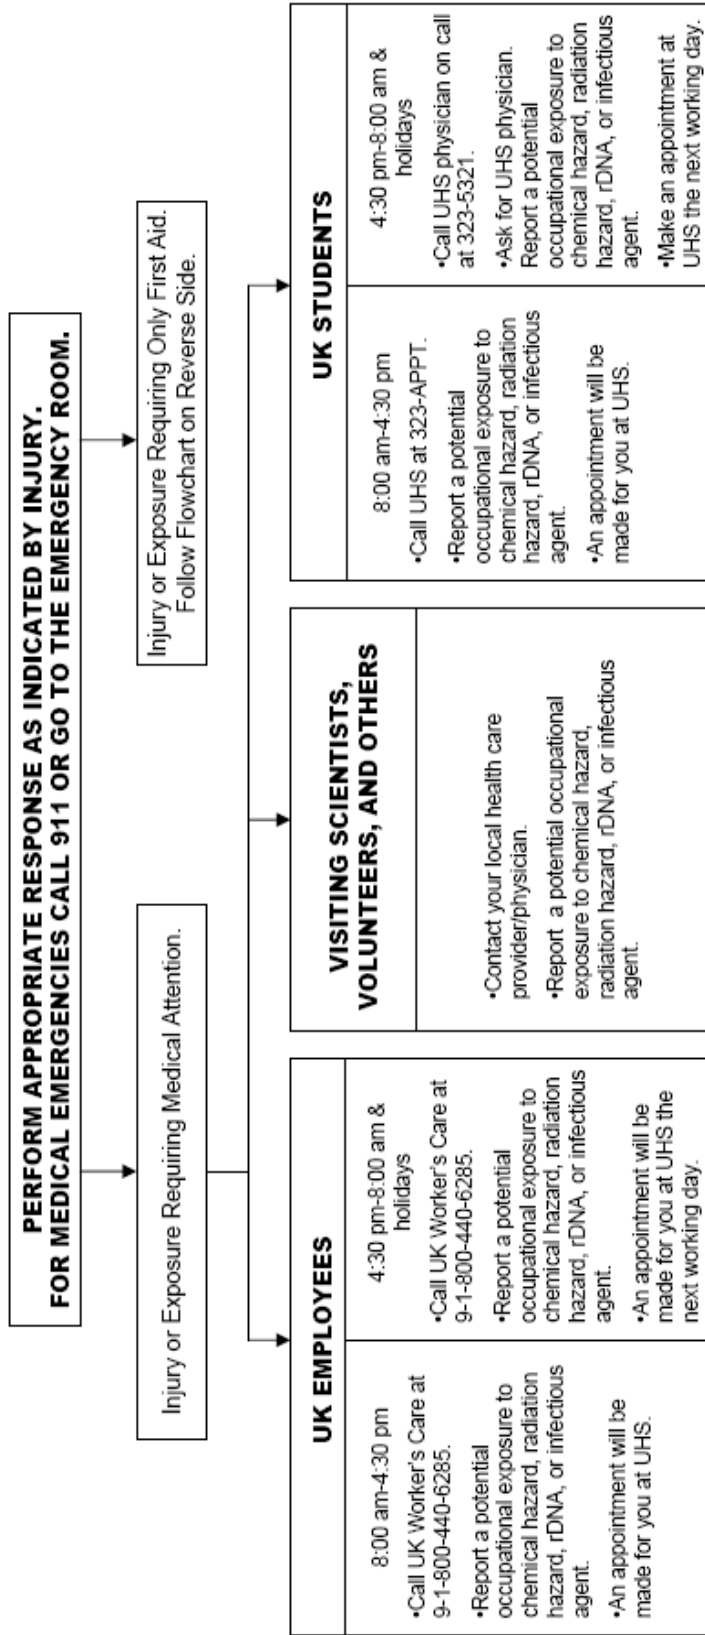 PERFORM APPROPRIATE RESPONSE AS INDICATED BY INJURY.
FOR MEDICAL EMERGENCIES CALL 911 OR GO TO THE EMERGENCY ROOM.
Injury or Exposure Requiring Medical Attention.
Injury or Exposure Requiring Only First Aid.
Follow Flowchart on Reverse Side.
UK EMPLOYEES
8:00 am-4:30 pm
•Call UK Worker's Care at
9-1-800-440-6285.
•Report a potential
occupational exposure to
chemical hazard, radiation
hazard, rDNA, or infectious
agent.
•An appointment will be
made for you at UHS.
4:30 pm-8:00 am &
holidays
•Call UK Worker's Care at
9-1-800-440-6285.
•Report a potential
occupational exposure to
chemical hazard, radiation
hazard, rDNA, or infectious
agent.
•An appointment will be
made for you at UHS the
next working day.
VISITING SCIENTISTS,
VOLUNTEERS, AND OTHERS
•Contact your local health care
provider/physician.
•Report a potential occupational
exposure to chemical hazard,
radiation hazard, rDNA, or infectious
agent.
UK STUDENTS
8:00 am-4:30 pm
•Call UHS at 323-APPT.
•Report a potential
occupational exposure to
chemical hazard, radiation
hazard, rDNA, or infectious
agent.
•An appointment will be
made for you at UHS.
4:30 pm-8:00 am &
holidays
•Call UHS physician on call
at 323-5321.
•Ask for UHS physician.
Report a potential
occupational exposure to
chemical hazard, radiation
hazard, rDNA, or infectious
agent.
•Make an appointment at
UHS the next working day.